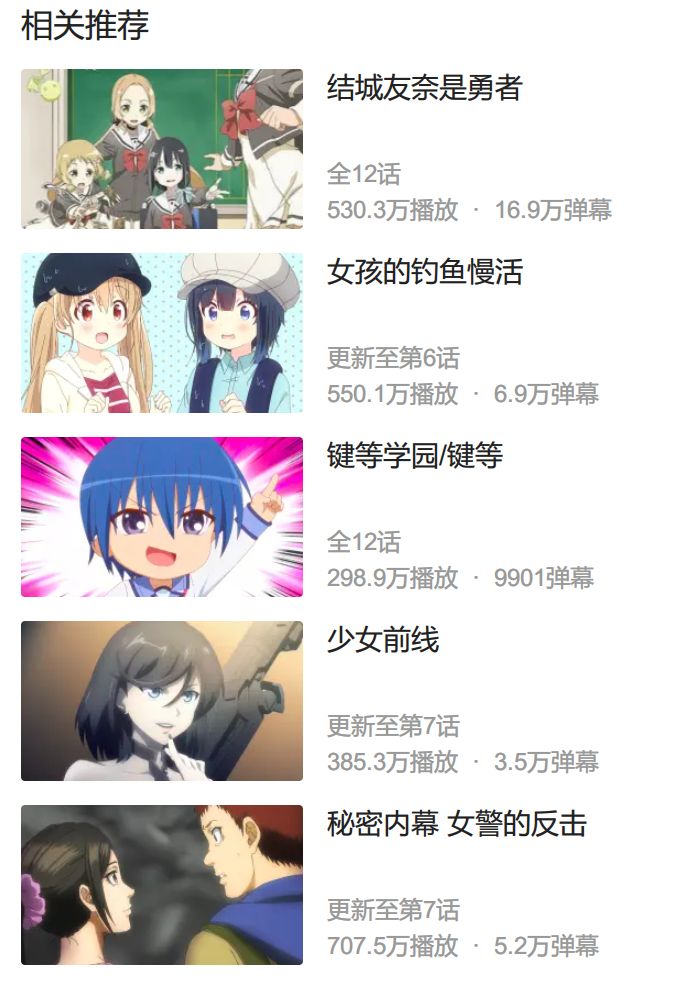 相关推荐
结城友奈是勇者
全12话
530.3万播放 · 16.9万弹幕
女孩的钓鱼慢活
更新至第6话
550.1万播放 · 6.9万弹幕
键等学园/键等
全12话
298.9万播放 · 9901弹幕
少女前线
更新至第7话
385.3万播放 · 3.5万弹幕
秘密内幕 女警的反击
更新至第7话
707.5万播放 · 5.2万弹幕